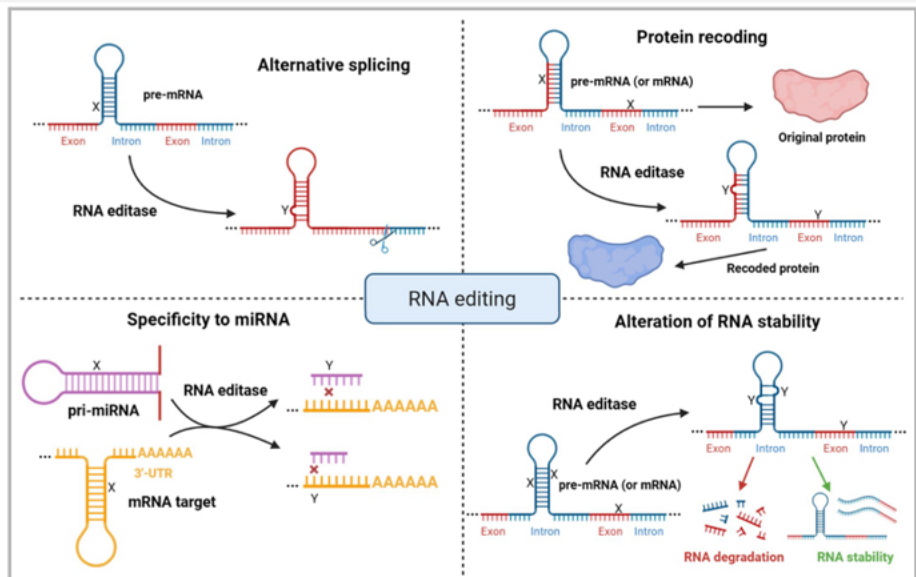 Alternative splicing
X
pre-mRNA
Exon Intron Exon Intron
RNA editase
Y
Protein recoding
X
pre-mRNA (or mRNA)
X
Exon Intron Exon Intron
Original protein
RNA editase
Y
Y
Exon Intron Exon Intron
Recoded protein
RNA editing
Specificity to miRNA
X
pri-miRNA
RNA editase
Y
x
... AAAAAA
AAAAAA
3'-UTR
X
mRNA target
Y
x
... AAAAAA
Alteration of RNA stability
RNA editase
Y Y
Y
Exon Intron Exon Intron
X X
pre-mRNA (or mRNA)
X
Exon Intron Exon Intron
RNA degradation
RNA stability